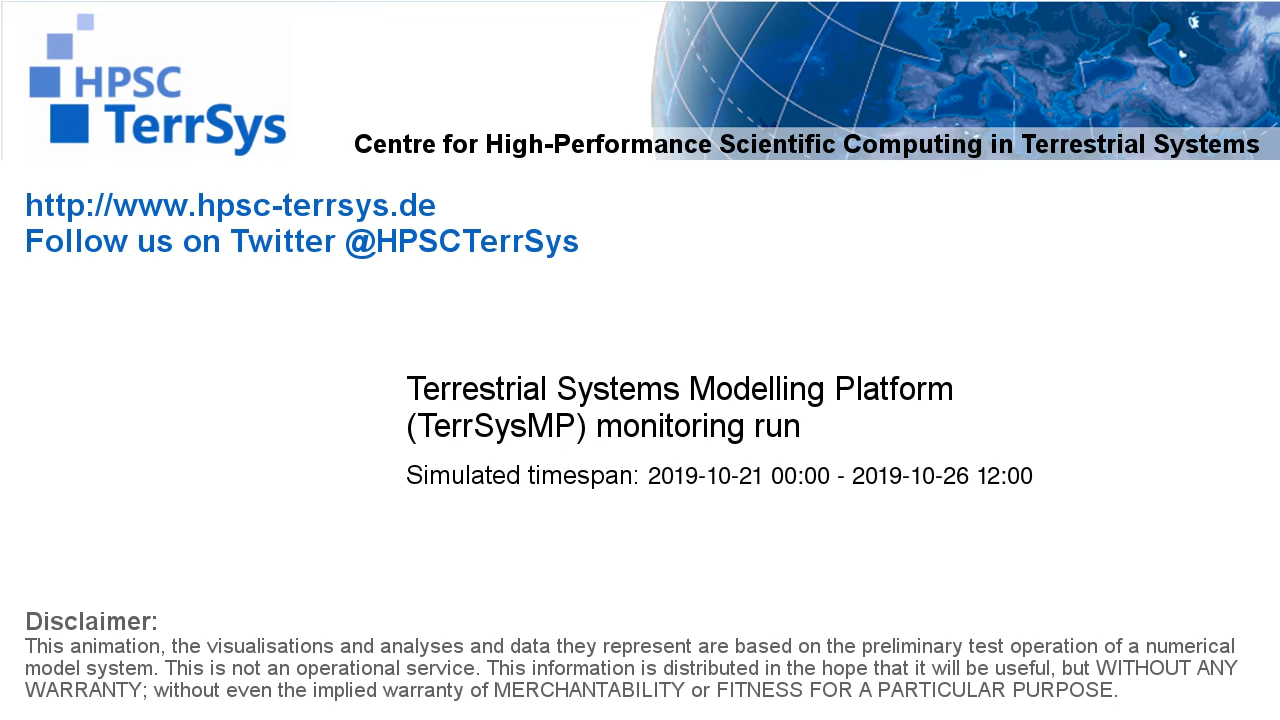 HPSC
TerrSys
Centre for High-Performance Scientific Computing in Terrestrial Systems
http://www.hpsc-terrsys.de
Follow us on Twitter @HPSCTerrSys
Terrestrial Systems Modelling Platform
(TerrSysMP) monitoring run
Simulated timespan: 2019-10-21 00:00 - 2019-10-26 12:00
Disclaimer:
This animation, the visualisations and analyses and data they represent are based on the preliminary test operation of a numerical
model system. This is not an operational service. This information is distributed in the hope that it will be useful, but WITHOUT ANY
WARRANTY; without even the implied warranty of MERCHANTABILITY or FITNESS FOR A PARTICULAR PURPOSE.